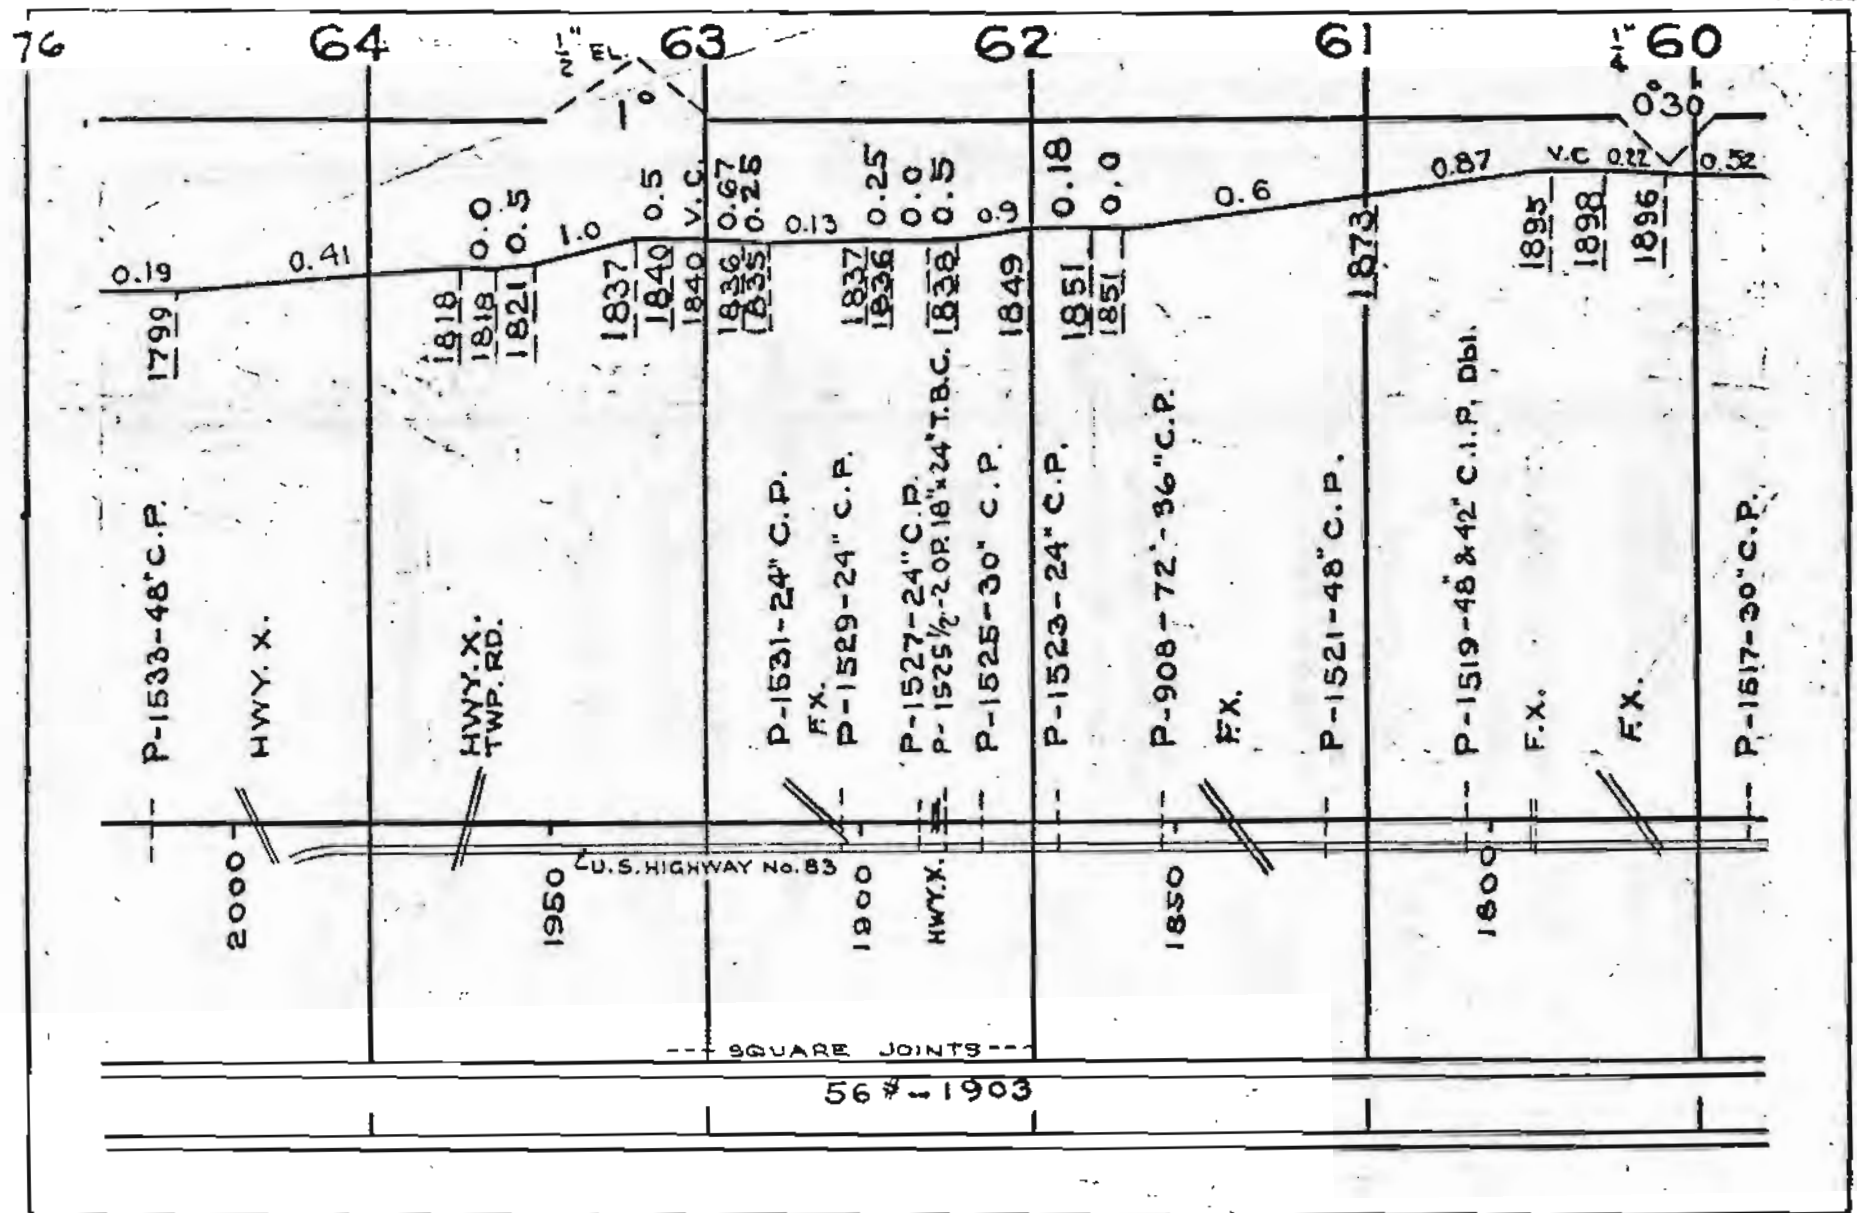 76
64
1/2" EL.
63
62
61
1/4"
60
1°
0°30'
0.19
0.41
0.0
0.5
1.0
0.5
V.C.
0.67
0.25
0.13
0.25
0.0
0.5
0.9
0.18
0.0
0.6
0.87
V.C
0.22
0.52
1799
1818
1818
1821
1837
1840
1840
1836
1835
1837
1836
1838
1849
1851
1851
1873
1895
1898
1896
P-1533-48"C.P.
HWY. X.
HWY. X.
TWP. RD.
P-1531-24" C.P.
F.X.
P-1529-24" C.P.
P-1527-24" C.P.
P-1525½-2 OP. 18"x24" T.B.C.
P-1525-30" C.P.
P-1523-24" C.P.
P-908-72"-36" C.P.
F.X.
P-1521-48" C.P.
P-1519-48" & 42" C.I.P, Dbl.
F.X.
F.X.
P-1517-30" C.P.
U.S. HIGHWAY No. 83
2000
1950
1900
HWY.X.
1850
1800
--- SQUARE JOINTS ---
56# - 1903